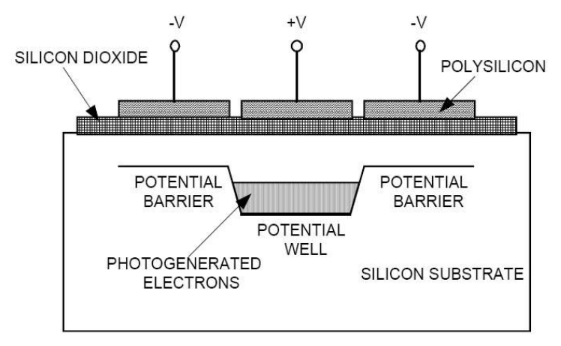 -V
+V
-V
SILICON DIOXIDE
POLYSILICON
POTENTIAL
BARRIER
POTENTIAL
BARRIER
POTENTIAL
WELL
PHOTOGENERATED
ELECTRONS
SILICON SUBSTRATE